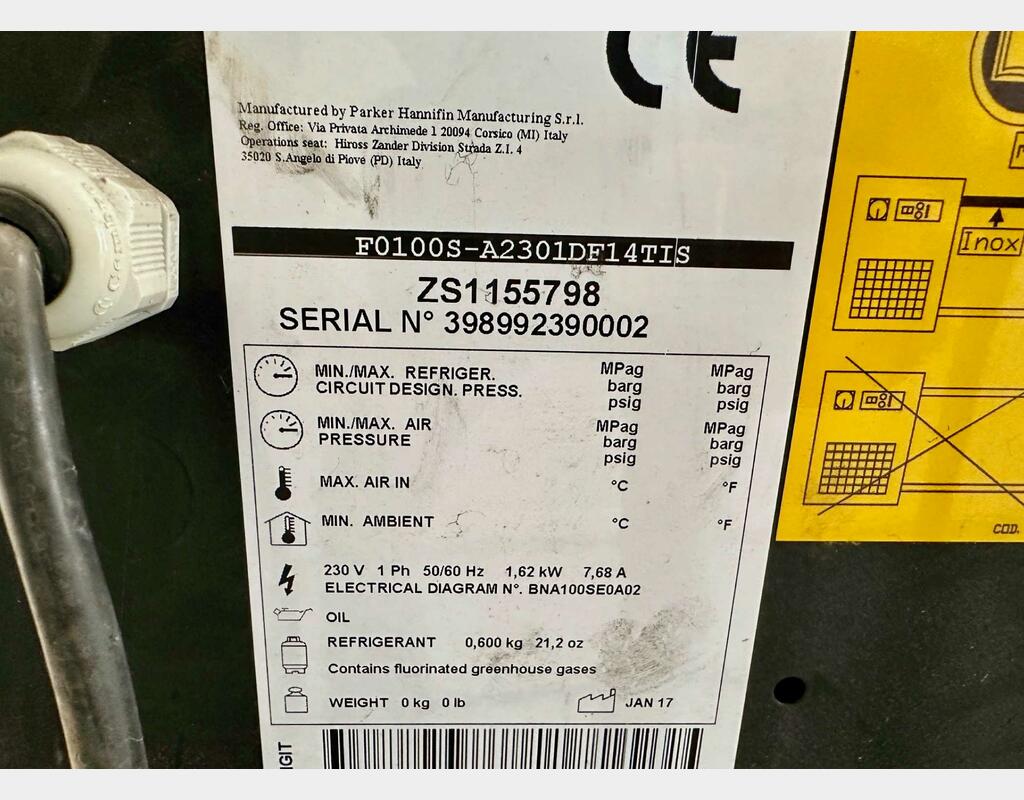 CE
Manufactured by Parker Hannifin Manufacturing S.r.l.
Reg. Office: Via Privata Archimede 1 20094 Corsico (MI) Italy
Operations seat: Hiross Zander Division Strada Z.I. 4
35020 S.Angelo di Piove (PD) Italy
F0100S-A2301DF14TIS
ZS1155798
SERIAL N° 398992390002
MIN./MAX. REFRIGER. MPag MPag
CIRCUIT DESIGN. PRESS. barg barg
psig psig
MIN./MAX. AIR MPag MPag
PRESSURE barg barg
psig psig
MAX. AIR IN °C °F
MIN. AMBIENT °C °F
230 V 1 Ph 50/60 Hz 1,62 kW 7,68 A
ELECTRICAL DIAGRAM N°. BNA100SE0A02
OIL
REFRIGERANT 0,600 kg 21,2 oz
Contains fluorinated greenhouse gases
WEIGHT 0 kg 0 lb JAN 17
Inox
COD.